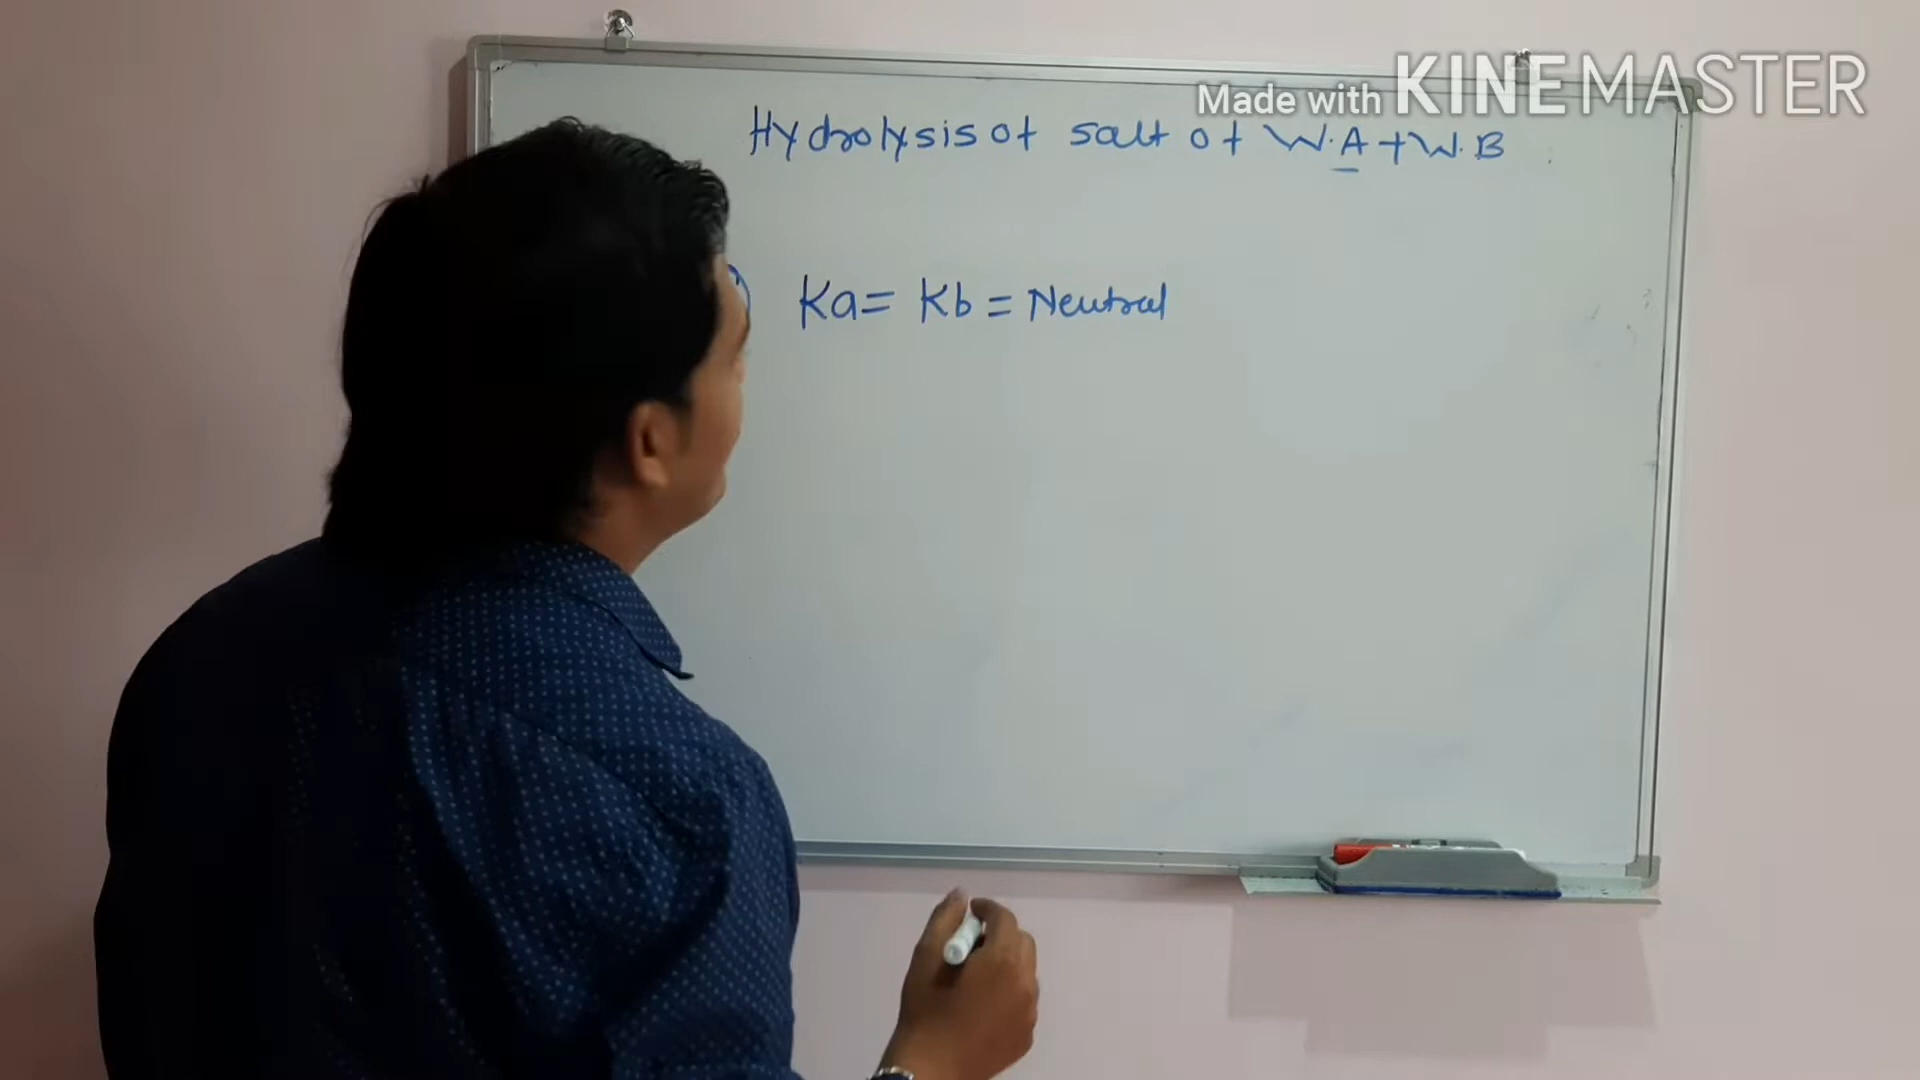 Made with KINEMASTER
Hydrolysis of salt of W.A + W.B
Ka = Kb = Neutral